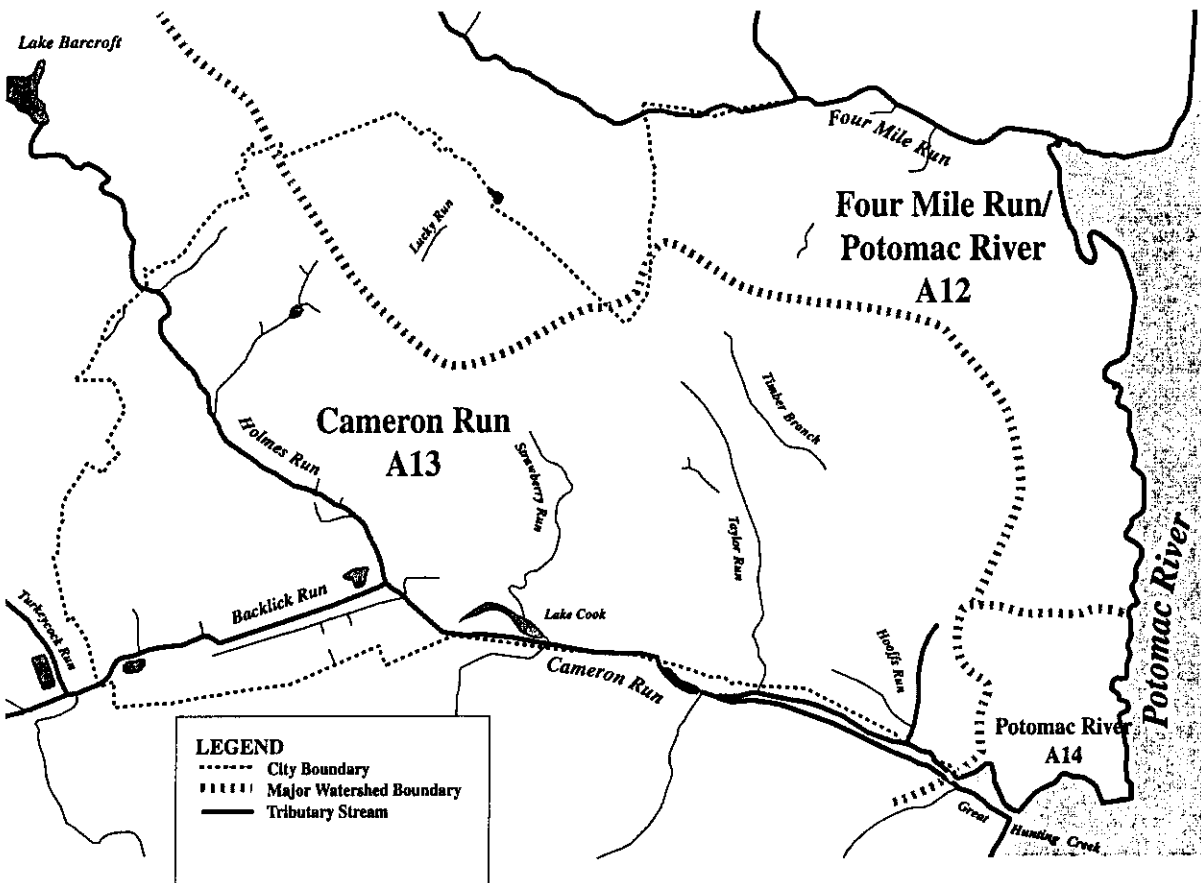 Lake Barcroft
Four Mile Run
Lucky Run
Four Mile Run/
Potomac River
A12
Timber Branch
Cameron Run
A13
Holmes Run
Strawberry Run
Taylor Run
Potomac River
Backlick Run
Turkeycock Run
Lake Cook
Hooffs Run
Cameron Run
Potomac River
A14
LEGEND
City Boundary
Major Watershed Boundary
Tributary Stream
Great Hunting Creek